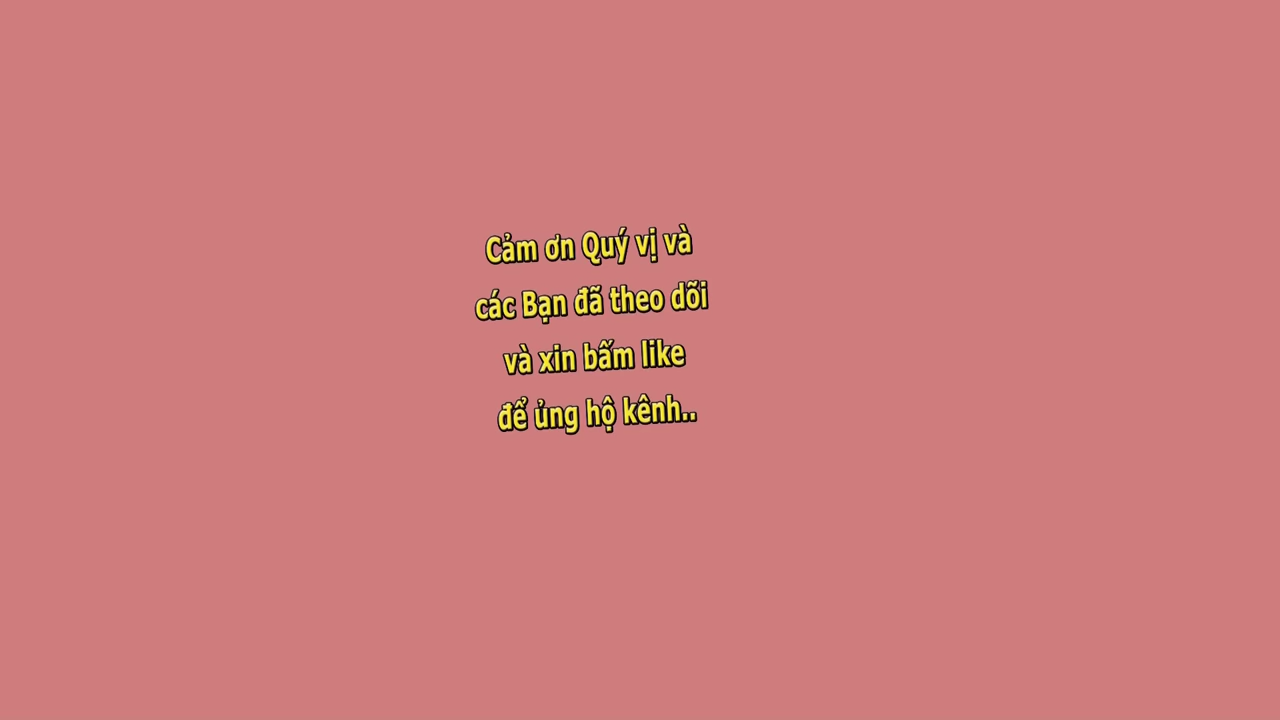 Cảm ơn Quý vị và
các Bạn đã theo dõi
và xin bấm like
để ủng hộ kênh..